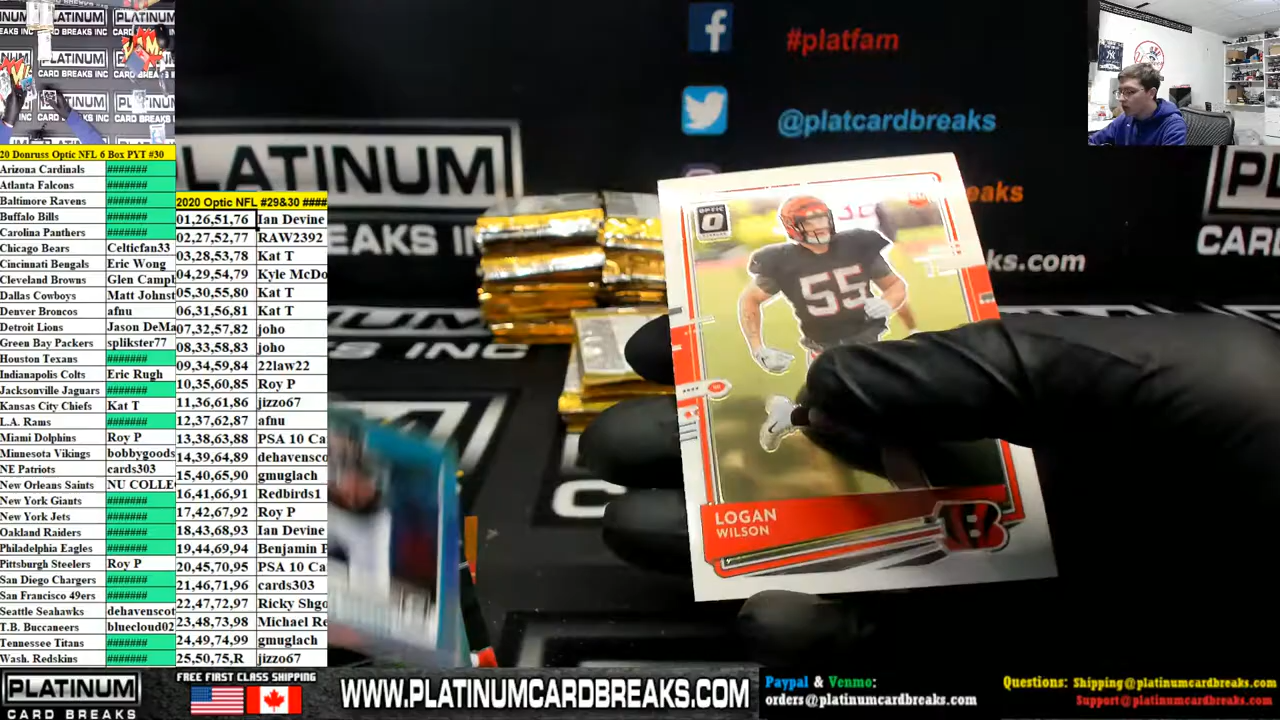 PLATINUM
CARD BREAKS INC
20 Donruss Optic NFL 6 Box PYT #30
Arizona Cardinals #######
Atlanta Falcons #######
Baltimore Ravens #######
Buffalo Bills #######
Carolina Panthers #######
Chicago Bears Celticfan33
Cincinnati Bengals Eric Wong
Cleveland Browns Glen Campl
Dallas Cowboys Matt Johnst
Denver Broncos afnu
Detroit Lions Jason DeMa
Green Bay Packers splikster77
Houston Texans #######
Indianapolis Colts Eric Rugh
Jacksonville Jaguars #######
Kansas City Chiefs Kat T
L.A. Rams #######
Miami Dolphins Roy P
Minnesota Vikings bobbygoods
NE Patriots cards303
New Orleans Saints NU COLLE
New York Giants #######
New York Jets #######
Oakland Raiders #######
Philadelphia Eagles #######
Pittsburgh Steelers Roy P
San Diego Chargers #######
San Francisco 49ers #######
Seattle Seahawks dehavenscot
T.B. Buccaneers bluecloud02
Tennessee Titans #######
Wash. Redskins #######
2020 Optic NFL #29&30 ####
01,26,51,76 Ian Devine
02,27,52,77 RAW2392
03,28,53,78 Kat T
04,29,54,79 Kyle McDo
05,30,55,80 Kat T
06,31,56,81 Kat T
07,32,57,82 joho
08,33,58,83 joho
09,34,59,84 22law22
10,35,60,85 Roy P
11,36,61,86 jizzo67
12,37,62,87 afnu
13,38,63,88 PSA 10 Ca
14,39,64,89 dehavensco
15,40,65,90 gmuglach
16,41,66,91 Redbirds1
17,42,67,92 Roy P
18,43,68,93 Ian Devine
19,44,69,94 Benjamin F
20,45,70,95 PSA 10 Ca
21,46,71,96 cards303
22,47,72,97 Ricky Shgo
23,48,73,98 Michael Re
24,49,74,99 gmuglach
25,50,75,R jizzo67
PLATINUM
#platfam
@platcardbreaks
ks.com
OPTIC
55
LOGAN
WILSON
PLATINUM
CARD BREAKS
FREE FIRST CLASS SHIPPING
WWW.PLATINUMCARDBREAKS.COM
Paypal & Venmo:
orders@platinumcardbreaks.com
Questions: Shipping@platinumcardbreaks.com
Support@platinumcardbreaks.com